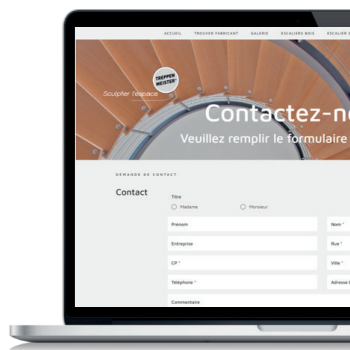 ACCUEIL TROUVER FABRICANT GALERIE ESCALIERS BOIS ESCALIER
TREPPEN
MEISTER
Sculpter l'espace
Contactez-n
Veuillez remplir le formulaire
DEMANDE DE CONTACT
Contact
Titre
Madame Monsieur
Prénom Nom *
Entreprise Rue *
CP * Ville *
Téléphone * Adresse
Commentaire